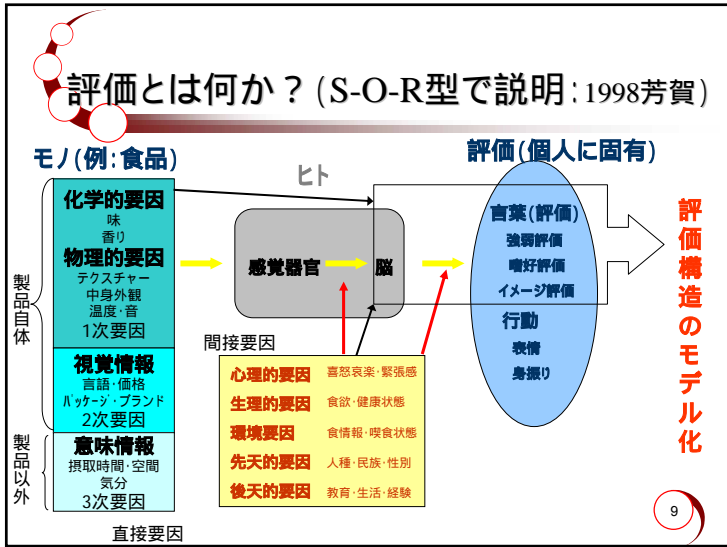 評価とは何か？(S-O-R型で説明：1998芳賀)
モノ(例：食品)
ヒト
評価(個人に固有)
化学的要因
味
香り
物理的要因
テクスチャー
中身外観
温度・音
1次要因
視覚情報
言語・価格
パッケージ・ブランド
2次要因
意味情報
摂取時間・空間
気分
3次要因
製品自体
製品以外
直接要因
感覚器官
脳
間接要因
心理的要因 喜怒哀楽・緊張感
生理的要因 食欲・健康状態
環境要因 食情報・喫食状態
先天的要因 人種・民族・性別
後天的要因 教育・生活・経験
言葉(評価)
強弱評価
嗜好評価
イメージ評価
行動
表情
身振り
評価構造のモデル化
9